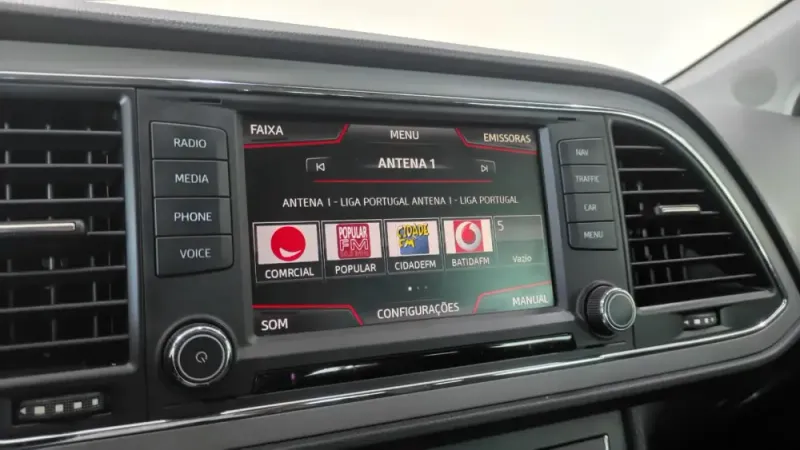 RADIO
MEDIA
PHONE
VOICE
FAIXA
MENU
EMISSORAS
ANTENA 1
ANTENA 1 - LIGA PORTUGAL ANTENA 1 - LIGA PORTUGAL
POPULAR
FM
CIDADE
FM
5
COMRCIAL
POPULAR
CIDADEFM
BATIDAFM
Vazio
SOM
CONFIGURAÇÕES
MANUAL
NAV
TRAFFIC
CAR
MENU